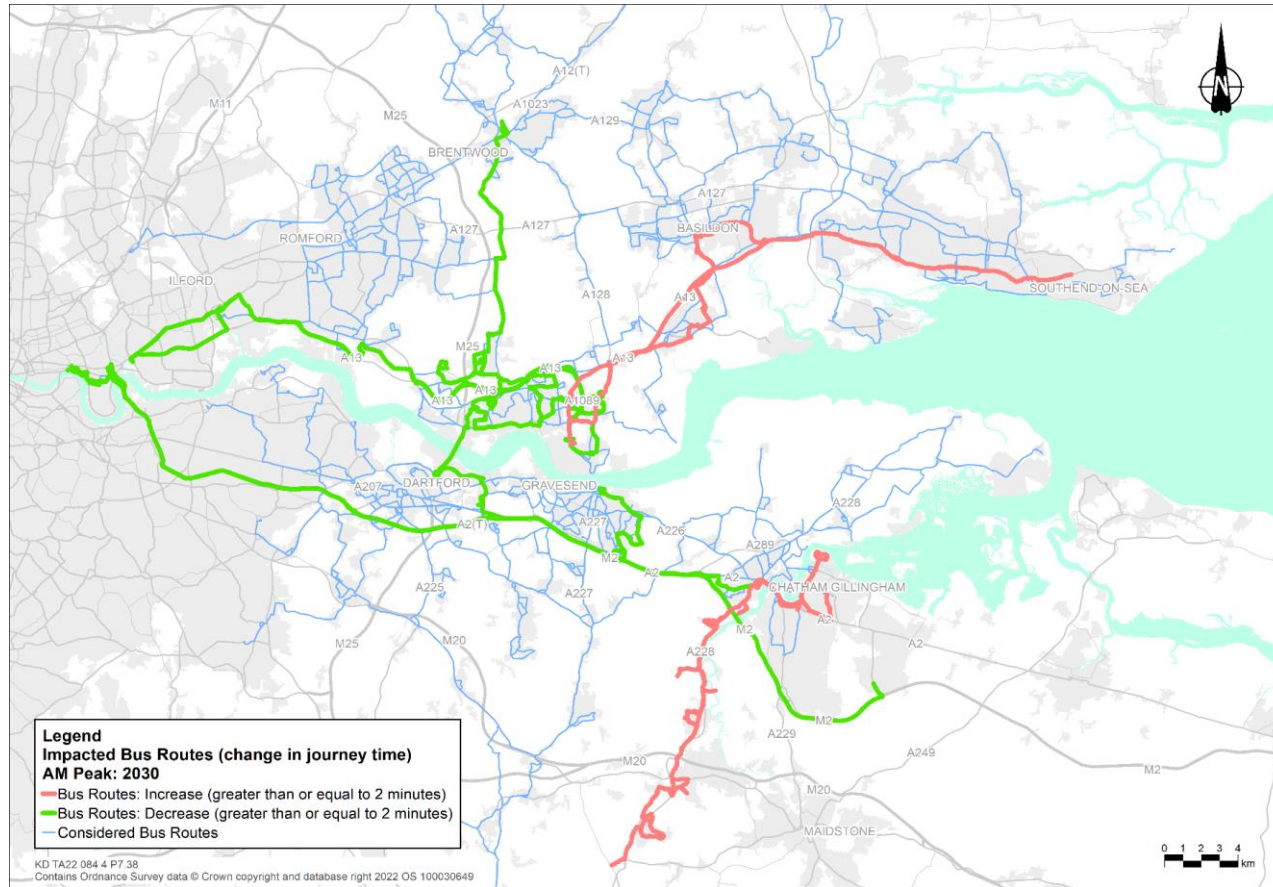 N
A12(T)
M11
M25
A1023
A129
BRENTWOOD
A127
A127
A127
BASILDON
ROMFORD
ILFORD
A128
A13
SOUTHEND-ON-SEA
M25
A13
A13
A13
A13
A13
A1089
A207
DARTFORD
GRAVESEND
A228
A2(T)
A227
A226
A289
M2
A2
A2
CHATHAM GILLINGHAM
A225
A227
A2
M2
A2
M25
M20
A228
M2
A229
A249
M20
M2
M20
MAIDSTONE
Legend
Impacted Bus Routes (change in journey time)
AM Peak: 2030
Bus Routes: Increase (greater than or equal to 2 minutes)
Bus Routes: Decrease (greater than or equal to 2 minutes)
Considered Bus Routes
0 1 2 3 4
km
KD TA22 084 4 P7.38
Contains Ordnance Survey data © Crown copyright and database right 2022 OS 100030649